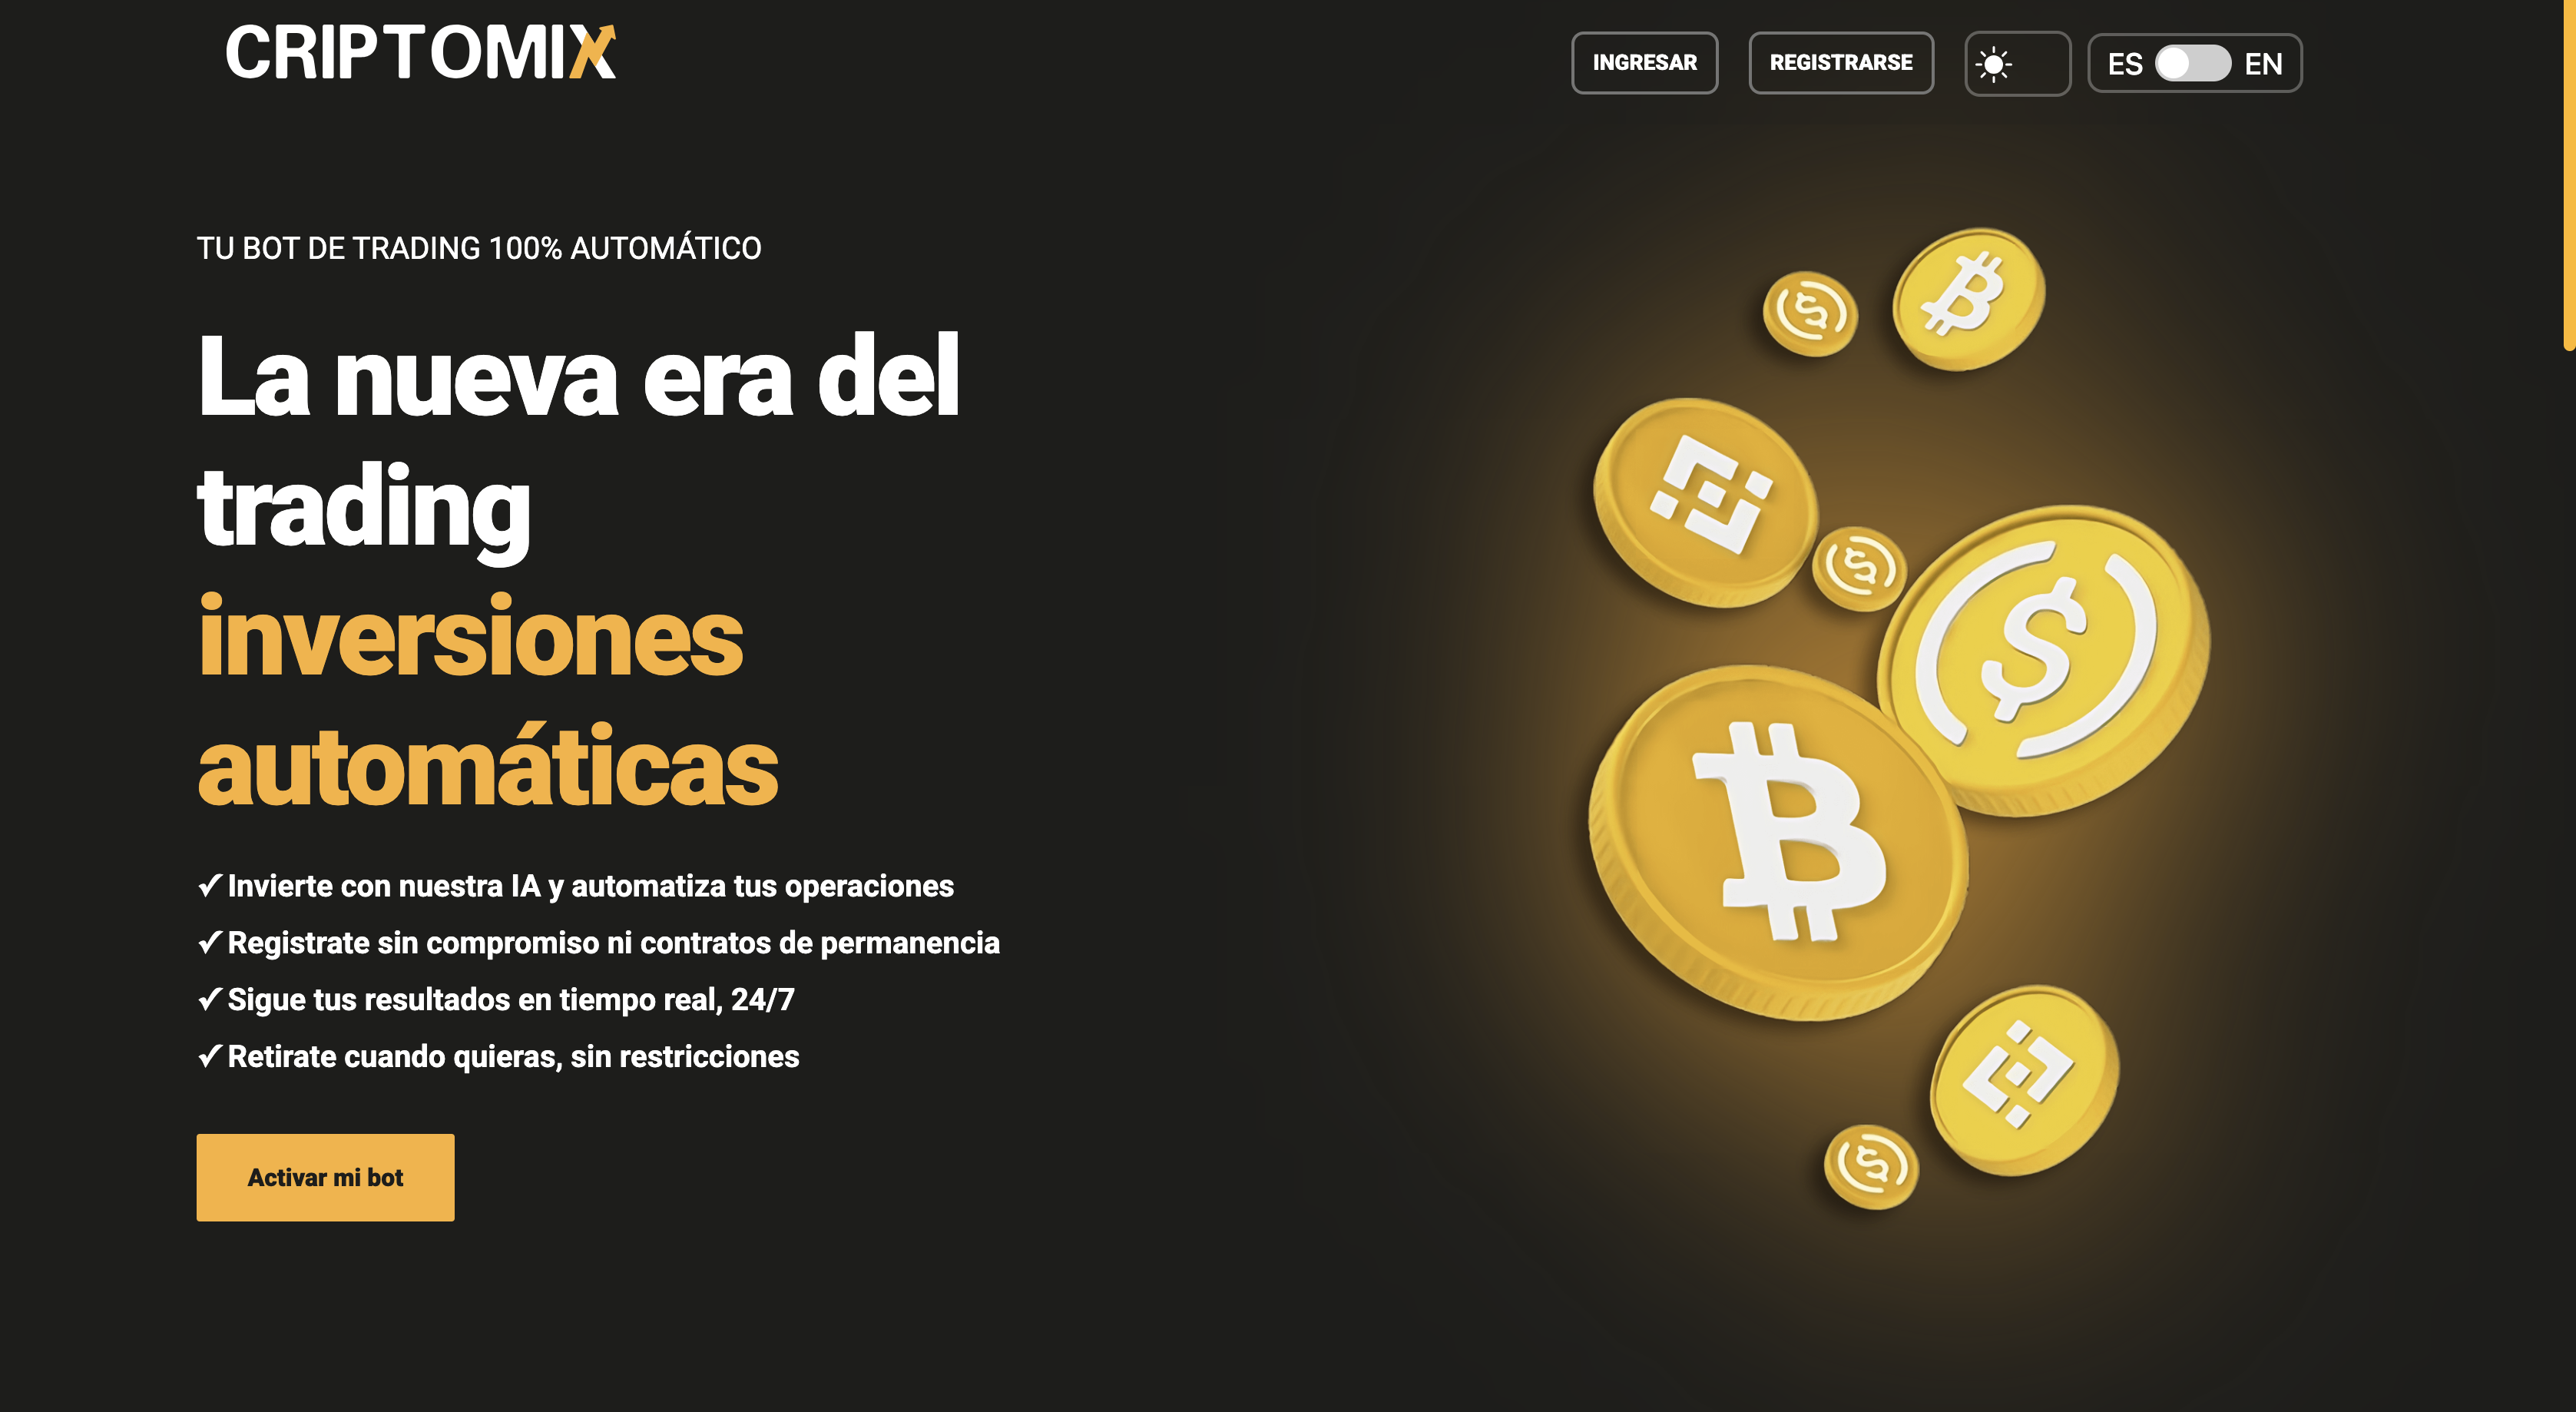 CRIPTOMIX
INGRESAR
REGISTRARSE
ES
EN
TU BOT DE TRADING 100% AUTOMÁTICO
La nueva era del
trading
inversiones
automáticas
✓Invierte con nuestra IA y automatiza tus operaciones
✓Registrate sin compromiso ni contratos de permanencia
✓Sigue tus resultados en tiempo real, 24/7
✓Retirate cuando quieras, sin restricciones
Activar mi bot